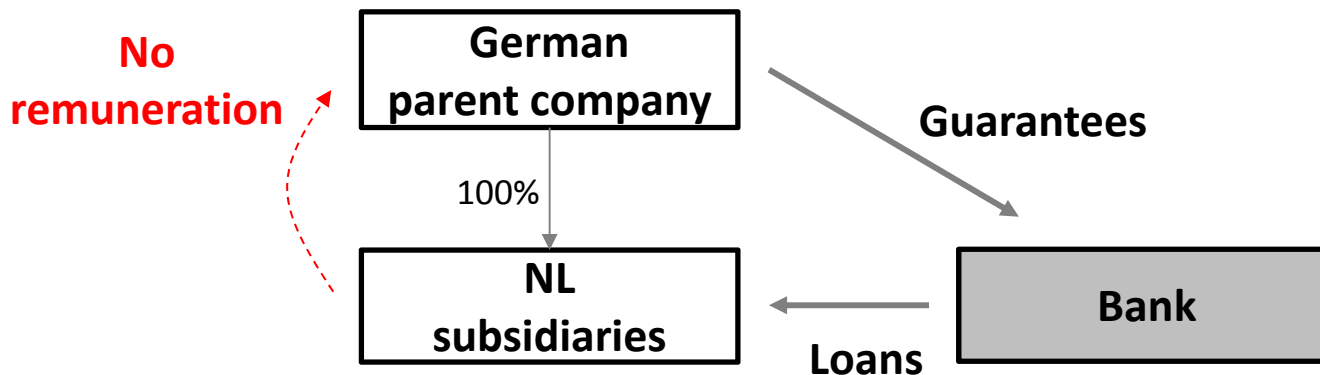 No
remuneration
German
parent company
Guarantees
100%
NL
subsidiaries
Bank
Loans